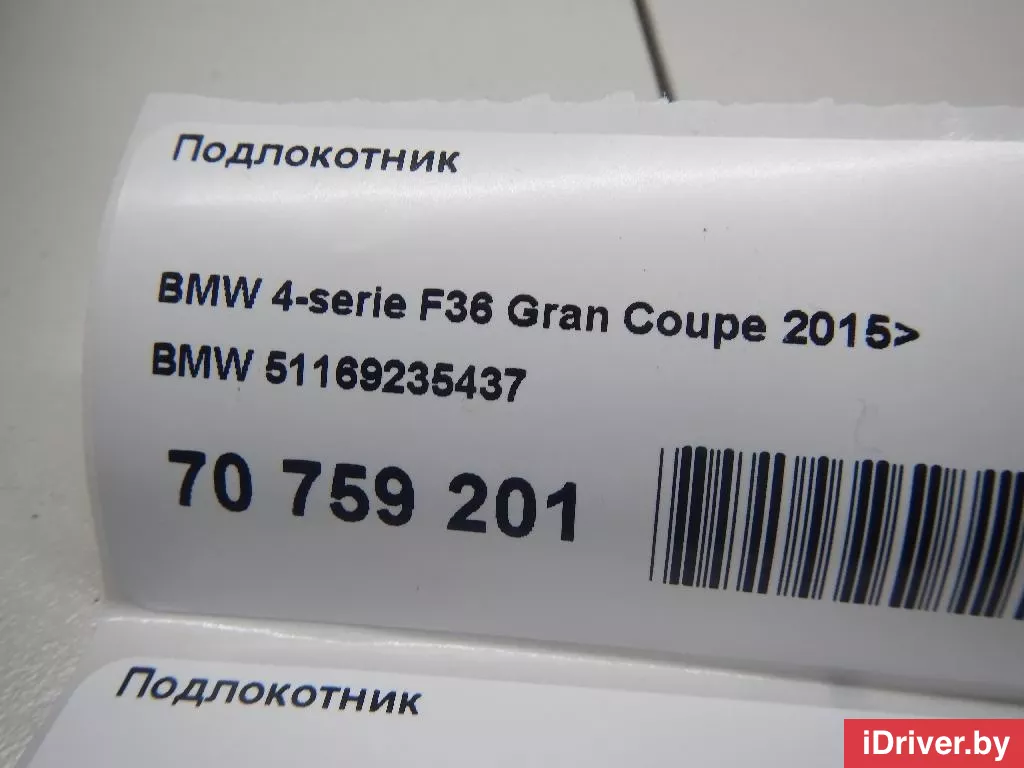 Подлокотник
BMW 4-serie F36 Gran Coupe 2015>
BMW 51169235437
70 759 201
Подлокотник
iDriver.by